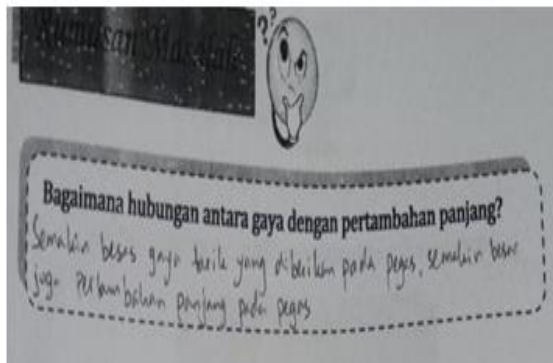 Rumusan Masalah
??
Bagaimana hubungan antara gaya dengan pertambahan panjang?
Semakin besar gaya tarik yang diberikan pada pegas, semakin besar
juga pertambahan panjang pada pegas